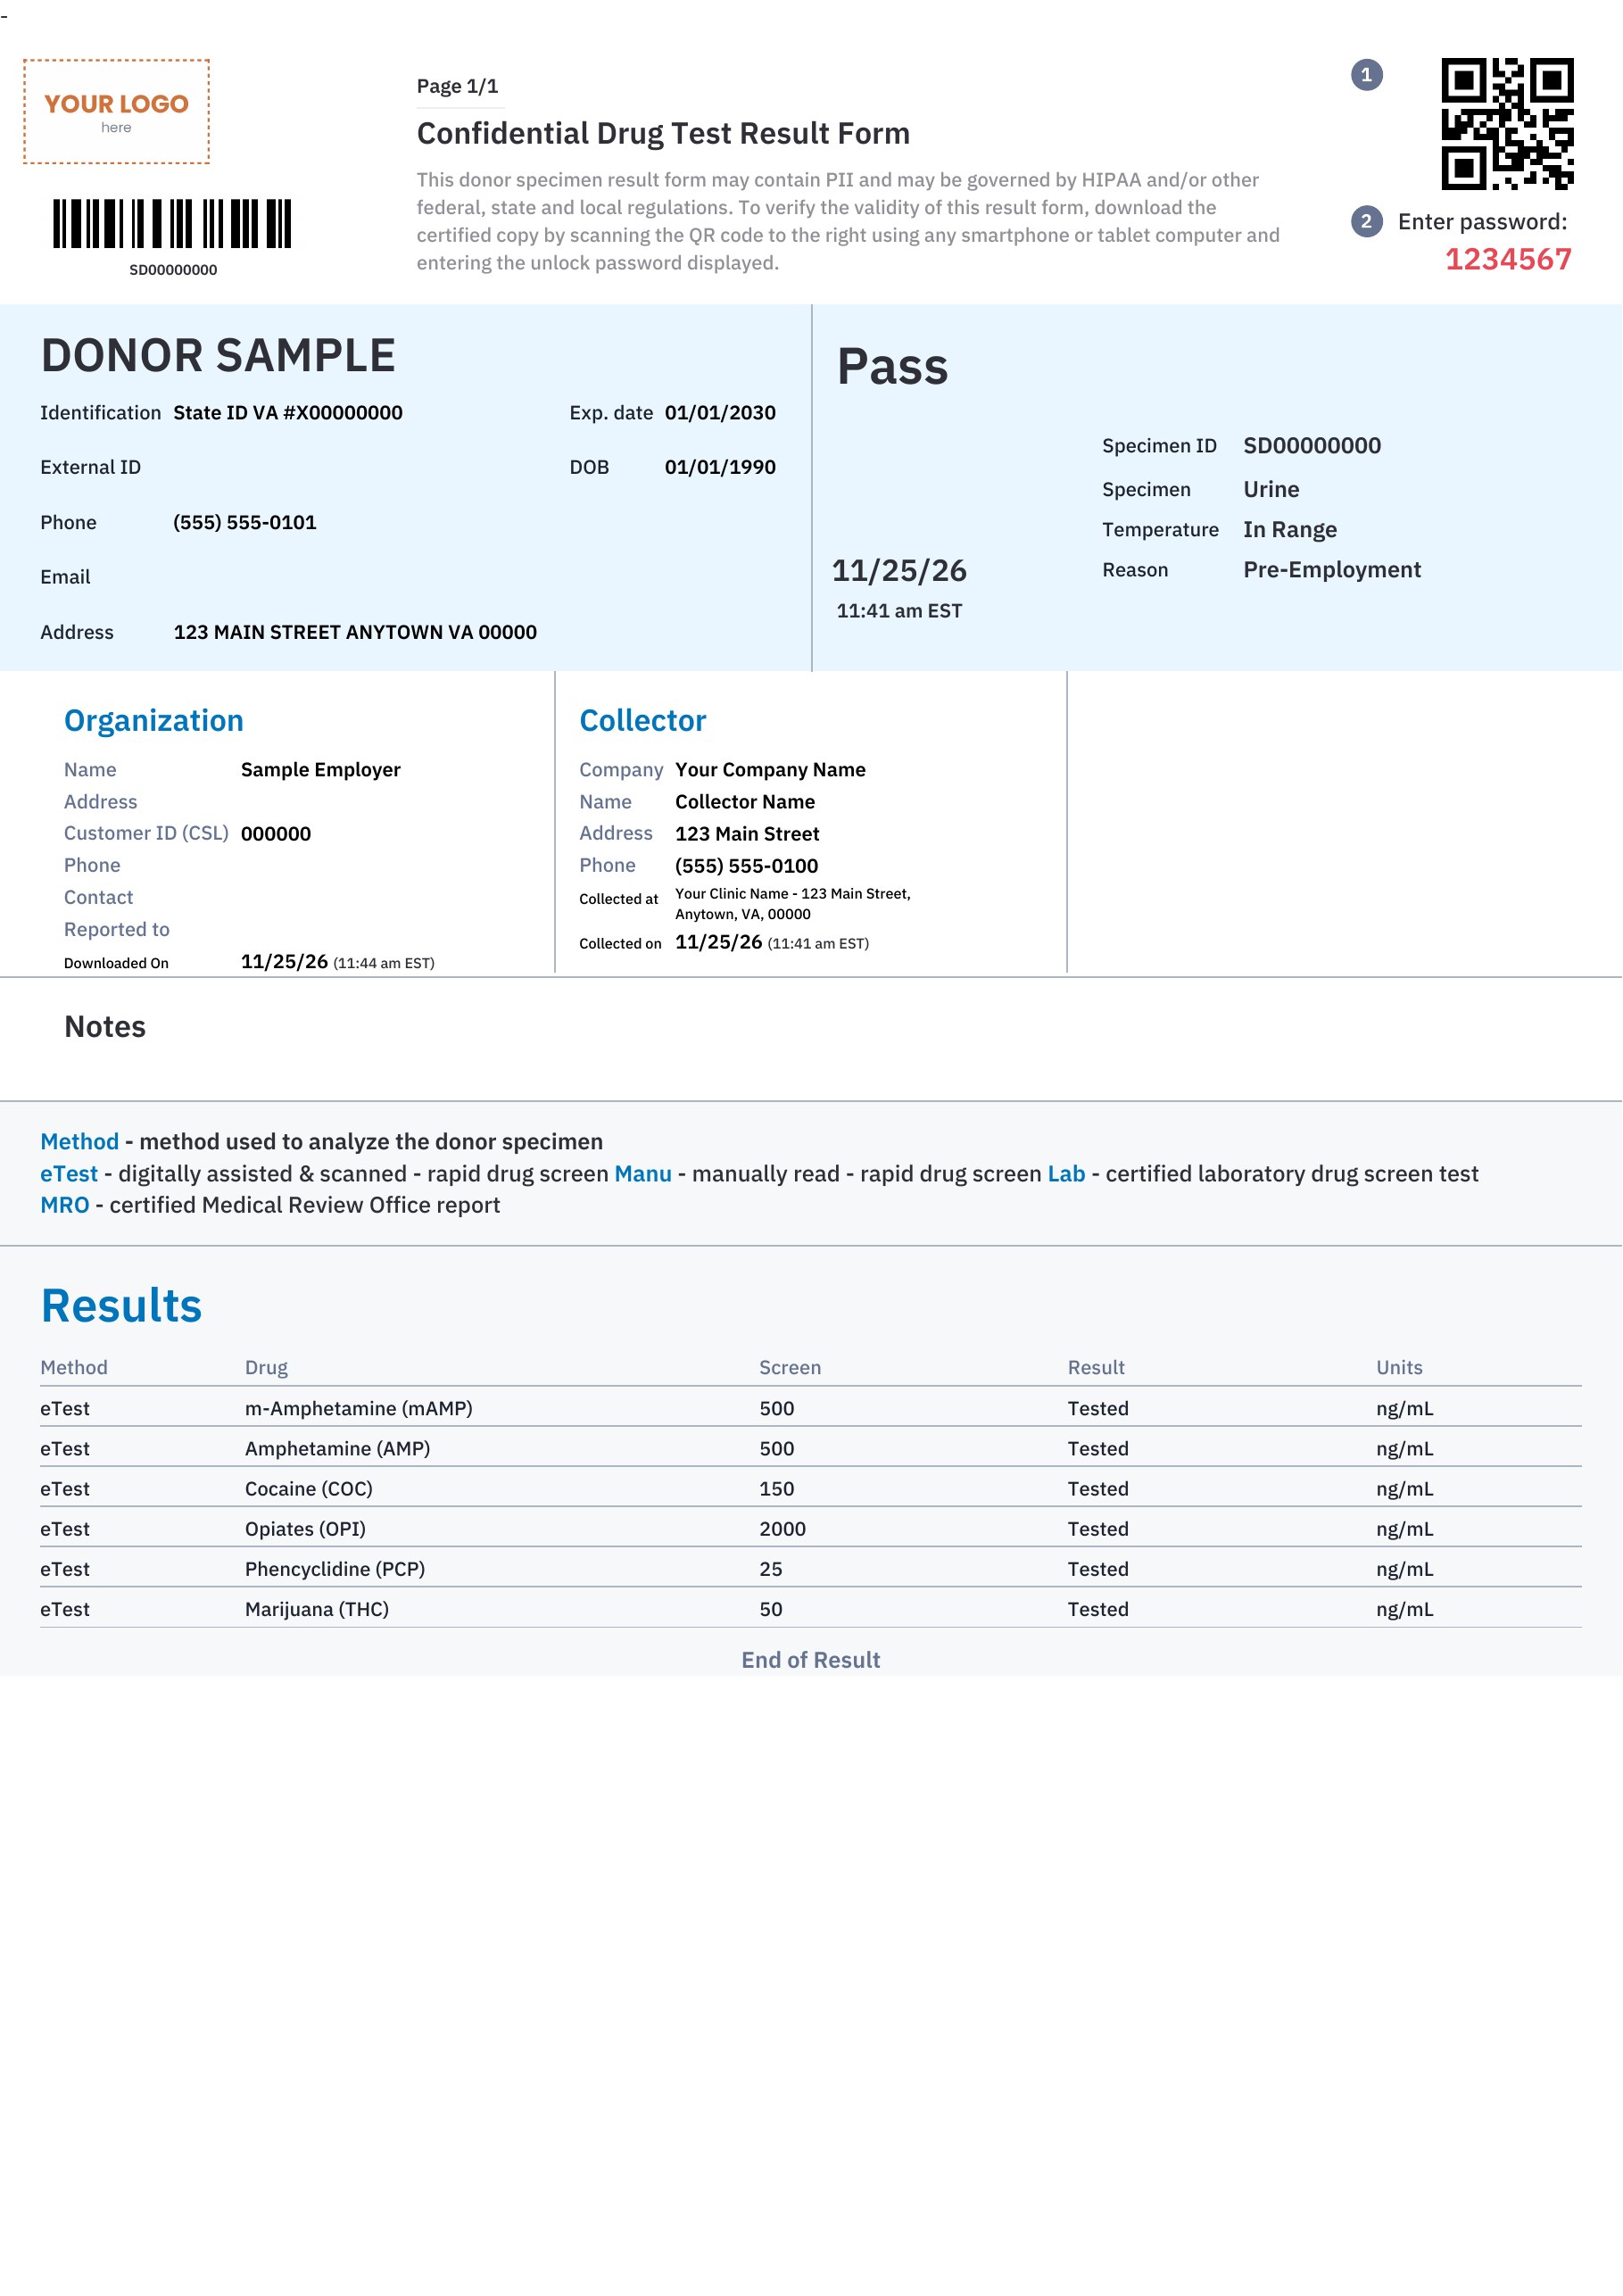 -
YOUR LOGO
here
SD00000000
Page 1/1
Confidential Drug Test Result Form
This donor specimen result form may contain PII and may be governed by HIPAA and/or other
federal, state and local regulations. To verify the validity of this result form, download the
certified copy by scanning the QR code to the right using any smartphone or tablet computer and
entering the unlock password displayed.
1
2 Enter password:
1234567
DONOR SAMPLE
Identification State ID VA #X00000000 Exp. date 01/01/2030
External ID DOB 01/01/1990
Phone (555) 555-0101
Email
Address 123 MAIN STREET ANYTOWN VA 00000
Pass
11/25/26
11:41 am EST
Specimen ID SD00000000
Specimen Urine
Temperature In Range
Reason Pre-Employment
Organization
Name Sample Employer
Address
Customer ID (CSL) 000000
Phone
Contact
Reported to
Downloaded On 11/25/26 (11:44 am EST)
Collector
Company Your Company Name
Name Collector Name
Address 123 Main Street
Phone (555) 555-0100
Collected at Your Clinic Name - 123 Main Street,
Anytown, VA, 00000
Collected on 11/25/26 (11:41 am EST)
Notes
Method - method used to analyze the donor specimen
eTest - digitally assisted & scanned - rapid drug screen Manu - manually read - rapid drug screen Lab - certified laboratory drug screen test
MRO - certified Medical Review Office report
Results
Method Drug Screen Result Units
eTest m-Amphetamine (mAMP) 500 Tested ng/mL
eTest Amphetamine (AMP) 500 Tested ng/mL
eTest Cocaine (COC) 150 Tested ng/mL
eTest Opiates (OPI) 2000 Tested ng/mL
eTest Phencyclidine (PCP) 25 Tested ng/mL
eTest Marijuana (THC) 50 Tested ng/mL
End of Result